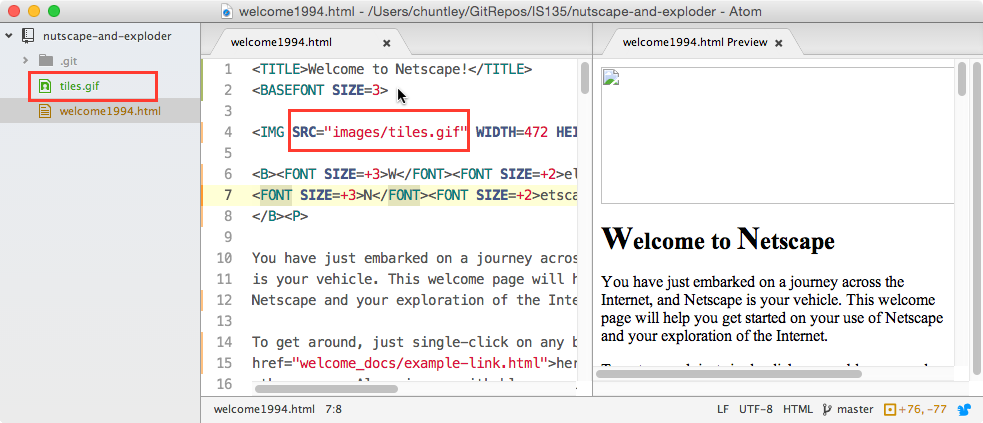 welcome1994.html - /Users/chuntley/GitRepos/IS135/nutscape-and-exploder - Atom
nutscape-and-exploder
.git
tiles.gif
welcome1994.html
welcome1994.html
1 <TITLE>Welcome to Netscape!</TITLE>
2 <BASEFONT SIZE=3>
3
4 <IMG SRC="images/tiles.gif" WIDTH=472 HEI
5
6 <B><FONT SIZE=+3>W</FONT><FONT SIZE=+2>el
7 <FONT SIZE=+3>N</FONT><FONT SIZE=+2>etsca
8 </B><P>
9
10 You have just embarked on a journey acros
11 is your vehicle. This welcome page will h
12 Netscape and your exploration of the Inte
13
14 To get around, just single-click on any b
15 href="welcome_docs/example-link.html">her
16
welcome1994.html Preview
Welcome to Netscape
You have just embarked on a journey across the
Internet, and Netscape is your vehicle. This welcome
page will help you get started on your use of Netscape
and your exploration of the Internet.
welcome1994.html 7:8
LF UTF-8 HTML master +76, -77